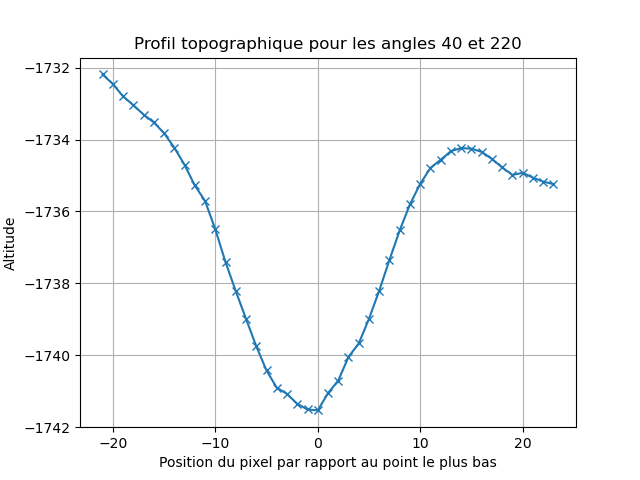 Profil topographique pour les angles 40 et 220
Altitude
−1732
−1734
−1736
−1738
−1740
−1742
−20 −10 0 10 20
Position du pixel par rapport au point le plus bas